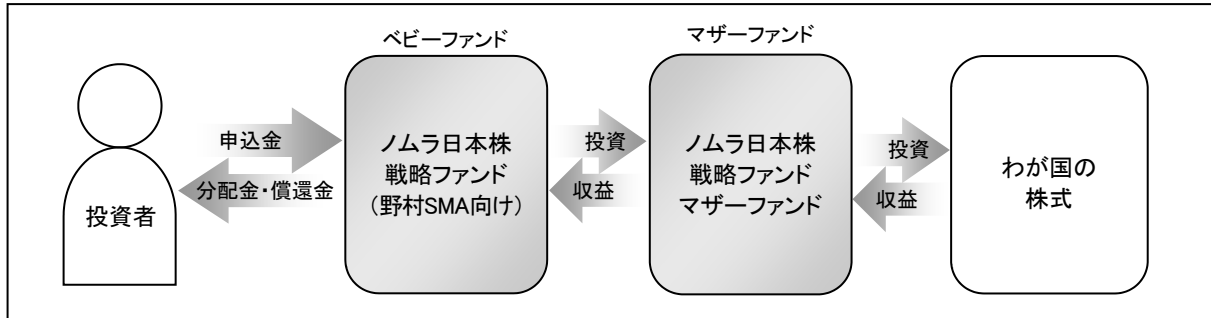 ベビーファンド
マザーファンド
投資者
申込金
分配金・償還金
ノムラ日本株
戦略ファンド
（野村SMA向け）
投資
収益
ノムラ日本株
戦略ファンド
マザーファンド
投資
収益
わが国の
株式